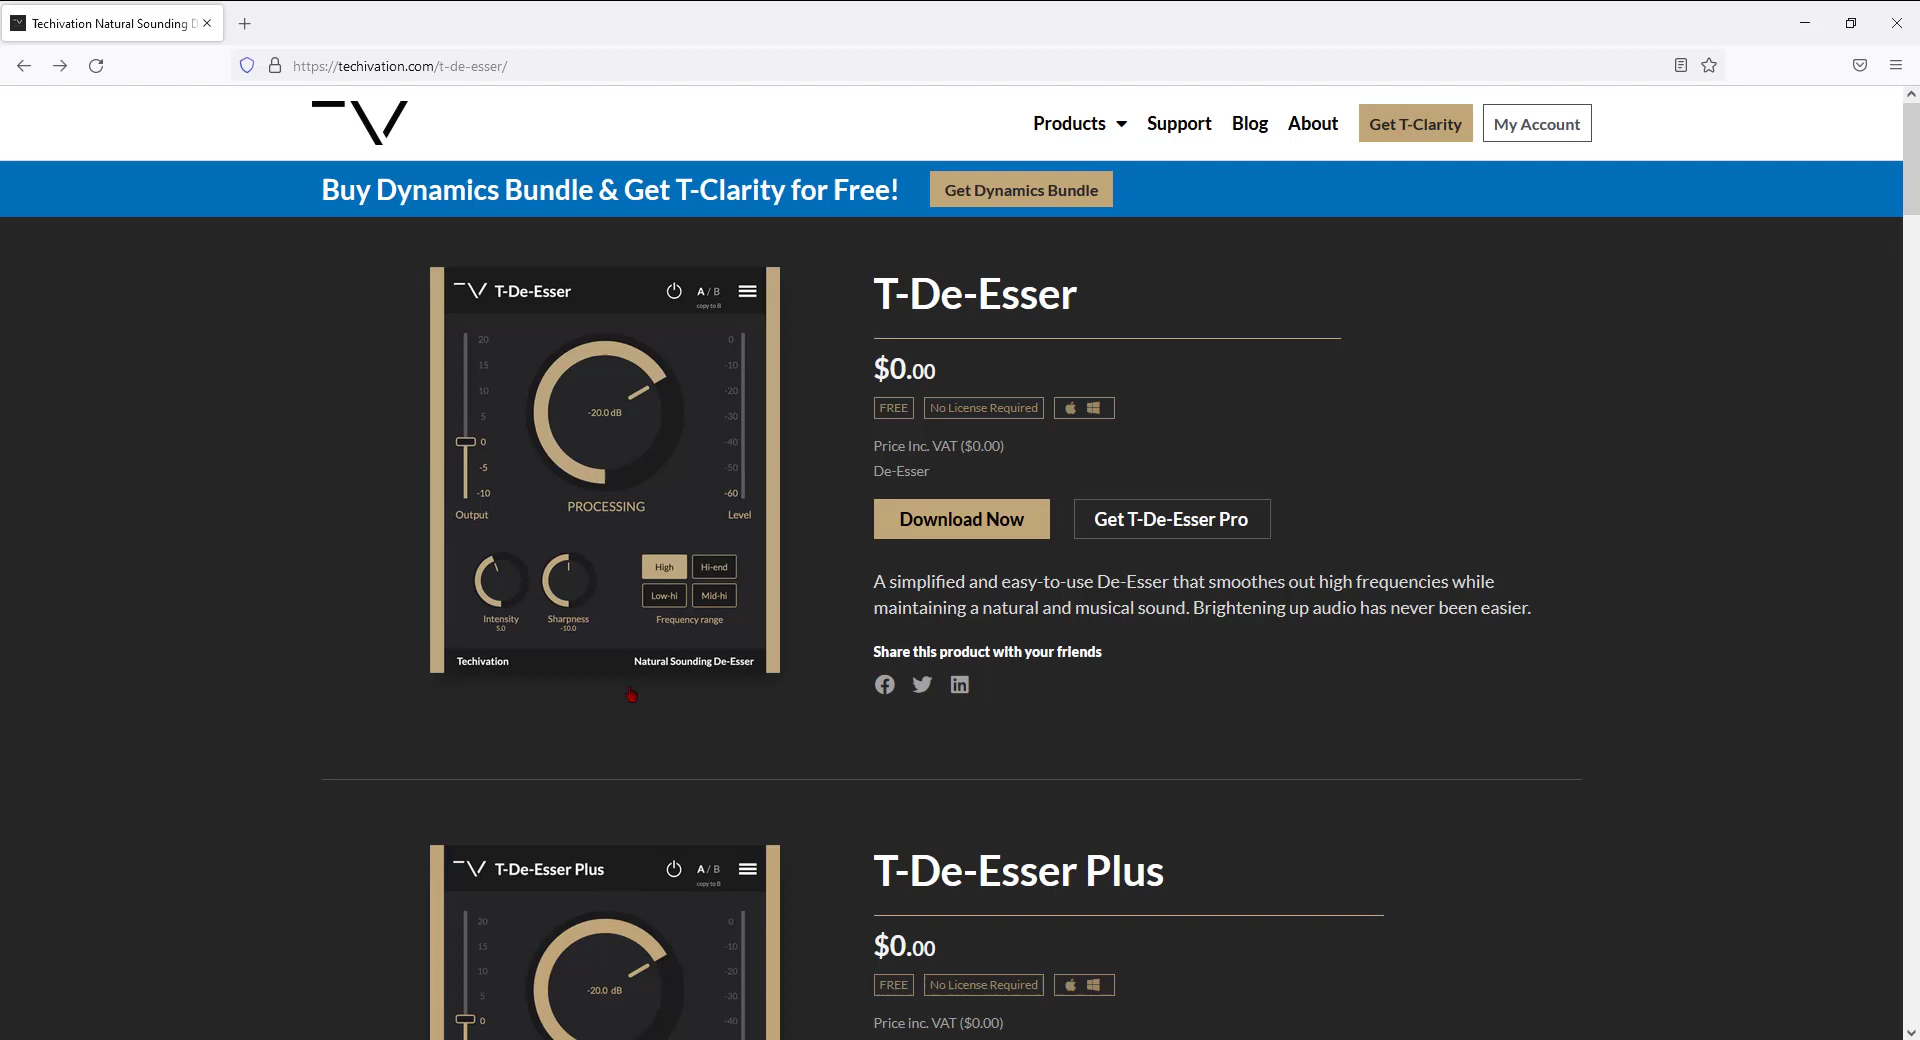 Techivation Natural Sounding D
https://techivation.com/t-de-esser/
Products
Support
Blog
About
Get T-Clarity
My Account
Buy Dynamics Bundle & Get T-Clarity for Free!
Get Dynamics Bundle
T-De-Esser
A / B
copy to B
20
15
10
5
0
-5
-10
Output
-20.0 dB
PROCESSING
0
-10
-20
-30
-40
-50
-60
Level
Intensity
5.0
Sharpness
-10.0
High
Hi-end
Low-hi
Mid-hi
Frequency range
Techivation
Natural Sounding De-Esser
T-De-Esser
$0.00
FREE
No License Required
Price Inc. VAT ($0.00)
De-Esser
Download Now
Get T-De-Esser Pro
A simplified and easy-to-use De-Esser that smoothes out high frequencies while
maintaining a natural and musical sound. Brightening up audio has never been easier.
Share this product with your friends
T-De-Esser Plus
A / B
copy to B
20
15
10
5
0
-20.0 dB
0
-10
-20
-30
-40
T-De-Esser Plus
$0.00
FREE
No License Required
Price inc. VAT ($0.00)